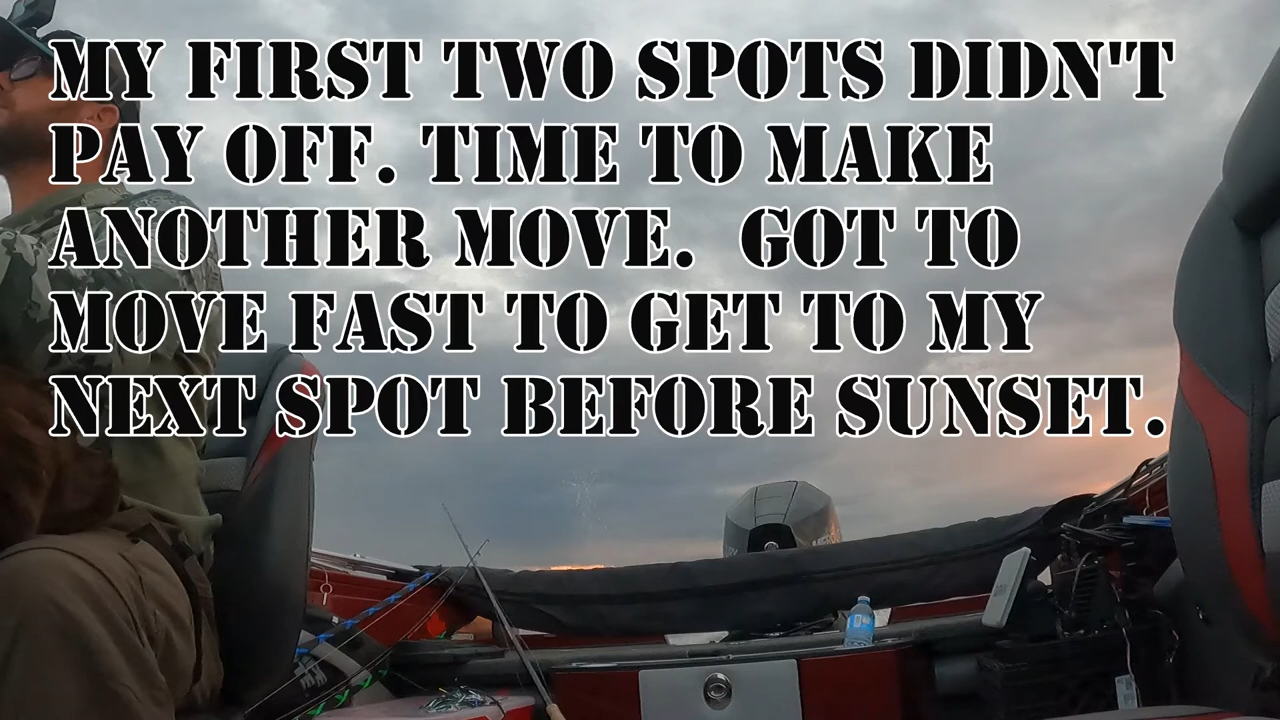 MY FIRST TWO SPOTS DIDN'T
PAY OFF. TIME TO MAKE
ANOTHER MOVE. GOT TO
MOVE FAST TO GET TO MY
NEXT SPOT BEFORE SUNSET.